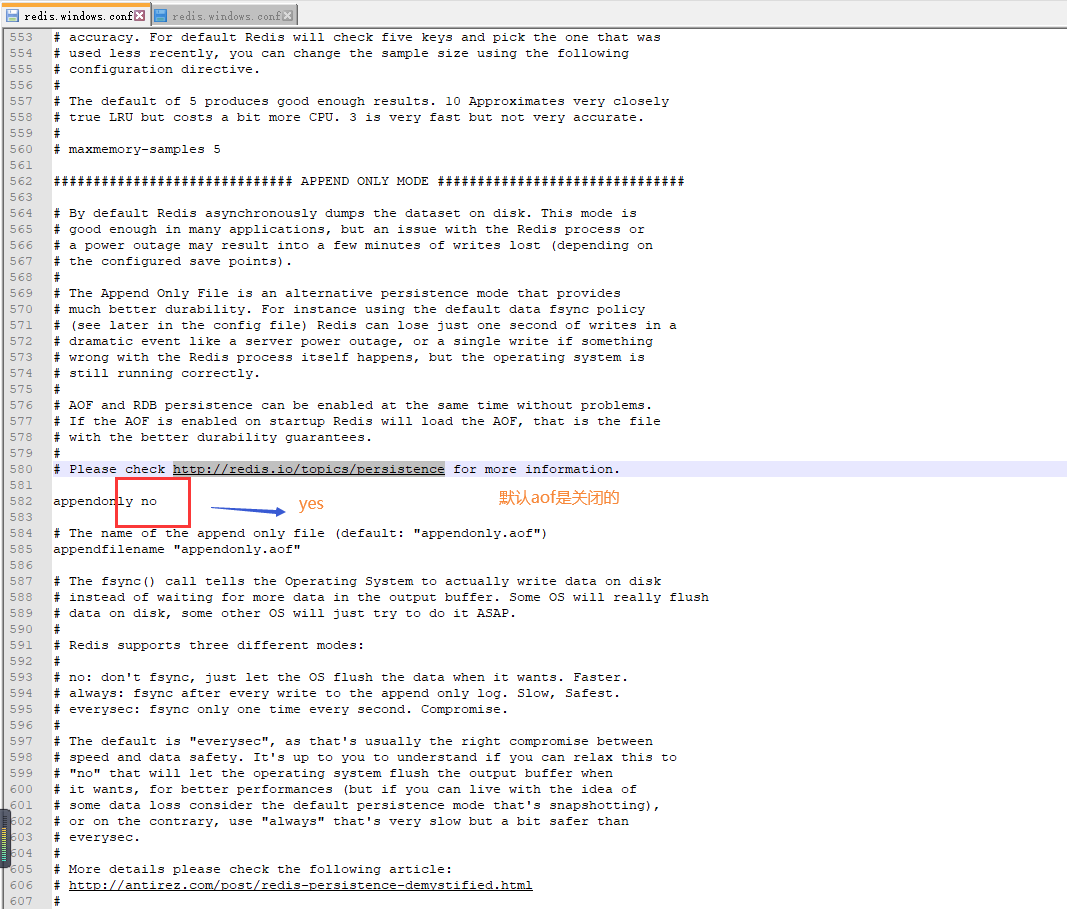 redis.windows.conf redis.windows.conf
553 # accuracy. For default Redis will check five keys and pick the one that was
554 # used less recently, you can change the sample size using the following
555 # configuration directive.
556 #
557 # The default of 5 produces good enough results. 10 Approximates very closely
558 # true LRU but costs a bit more CPU. 3 is very fast but not very accurate.
559 #
560 # maxmemory-samples 5
561
562 ############################## APPEND ONLY MODE ###############################
563
564 # By default Redis asynchronously dumps the dataset on disk. This mode is
565 # good enough in many applications, but an issue with the Redis process or
566 # a power outage may result into a few minutes of writes lost (depending on
567 # the configured save points).
568 #
569 # The Append Only File is an alternative persistence mode that provides
570 # much better durability. For instance using the default data fsync policy
571 # (see later in the config file) Redis can lose just one second of writes in a
572 # dramatic event like a server power outage, or a single write if something
573 # wrong with the Redis process itself happens, but the operating system is
574 # still running correctly.
575 #
576 # AOF and RDB persistence can be enabled at the same time without problems.
577 # If the AOF is enabled on startup Redis will load the AOF, that is the file
578 # with the better durability guarantees.
579 #
580 # Please check http://redis.io/topics/persistence for more information.
581
582 appendonly no yes 默认aof是关闭的
583
584 # The name of the append only file (default: "appendonly.aof")
585 appendfilename "appendonly.aof"
586
587 # The fsync() call tells the Operating System to actually write data on disk
588 # instead of waiting for more data in the output buffer. Some OS will really flush
589 # data on disk, some other OS will just try to do it ASAP.
590 #
591 # Redis supports three different modes:
592 #
593 # no: don't fsync, just let the OS flush the data when it wants. Faster.
594 # always: fsync after every write to the append only log. Slow, Safest.
595 # everysec: fsync only one time every second. Compromise.
596 #
597 # The default is "everysec", as that's usually the right compromise between
598 # speed and data safety. It's up to you to understand if you can relax this to
599 # "no" that will let the operating system flush the output buffer when
600 # it wants, for better performances (but if you can live with the idea of
601 # some data loss consider the default persistence mode that's snapshotting),
602 # or on the contrary, use "always" that's very slow but a bit safer than
603 # everysec.
604 #
605 # More details please check the following article:
606 # http://antirez.com/post/redis-persistence-demystified.html
607 #